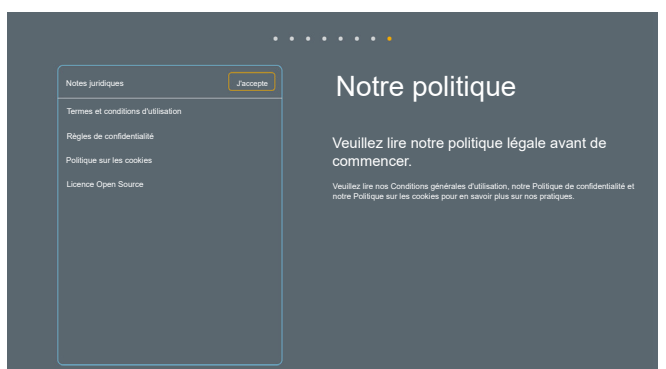 Notes juridiques
J'accepte
Termes et conditions d'utilisation
Règles de confidentialité
Politique sur les cookies
Licence Open Source
Notre politique
Veuillez lire notre politique légale avant de
commencer.
Veuillez lire nos Conditions générales d'utilisation, notre Politique de confidentialité et
notre Politique sur les cookies pour en savoir plus sur nos pratiques.